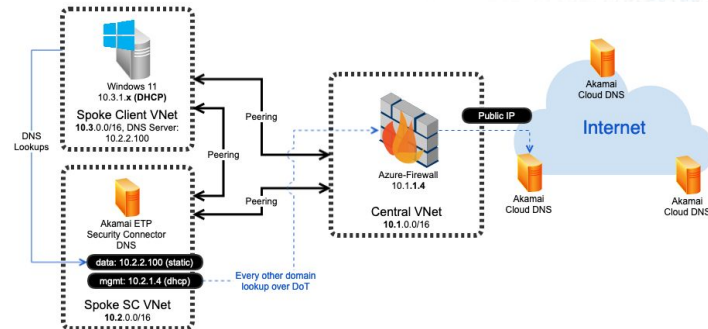 Windows 11
10.3.1.x (DHCP)
Spoke Client VNet
10.3.0.0/16, DNS Server:
10.2.2.100
DNS
Lookups
Peering
Peering
Peering
Akamai ETP
Security Connector
DNS
data: 10.2.2.100 (static)
mgmt: 10.2.1.4 (dhcp)
Spoke SC VNet
10.2.0.0/16
Every other domain
lookup over DoT
Azure-Firewall
10.1.1.4
Central VNet
10.1.0.0/16
Public IP
Akamai
Cloud DNS
Internet
Akamai
Cloud DNS
Akamai
Cloud DNS